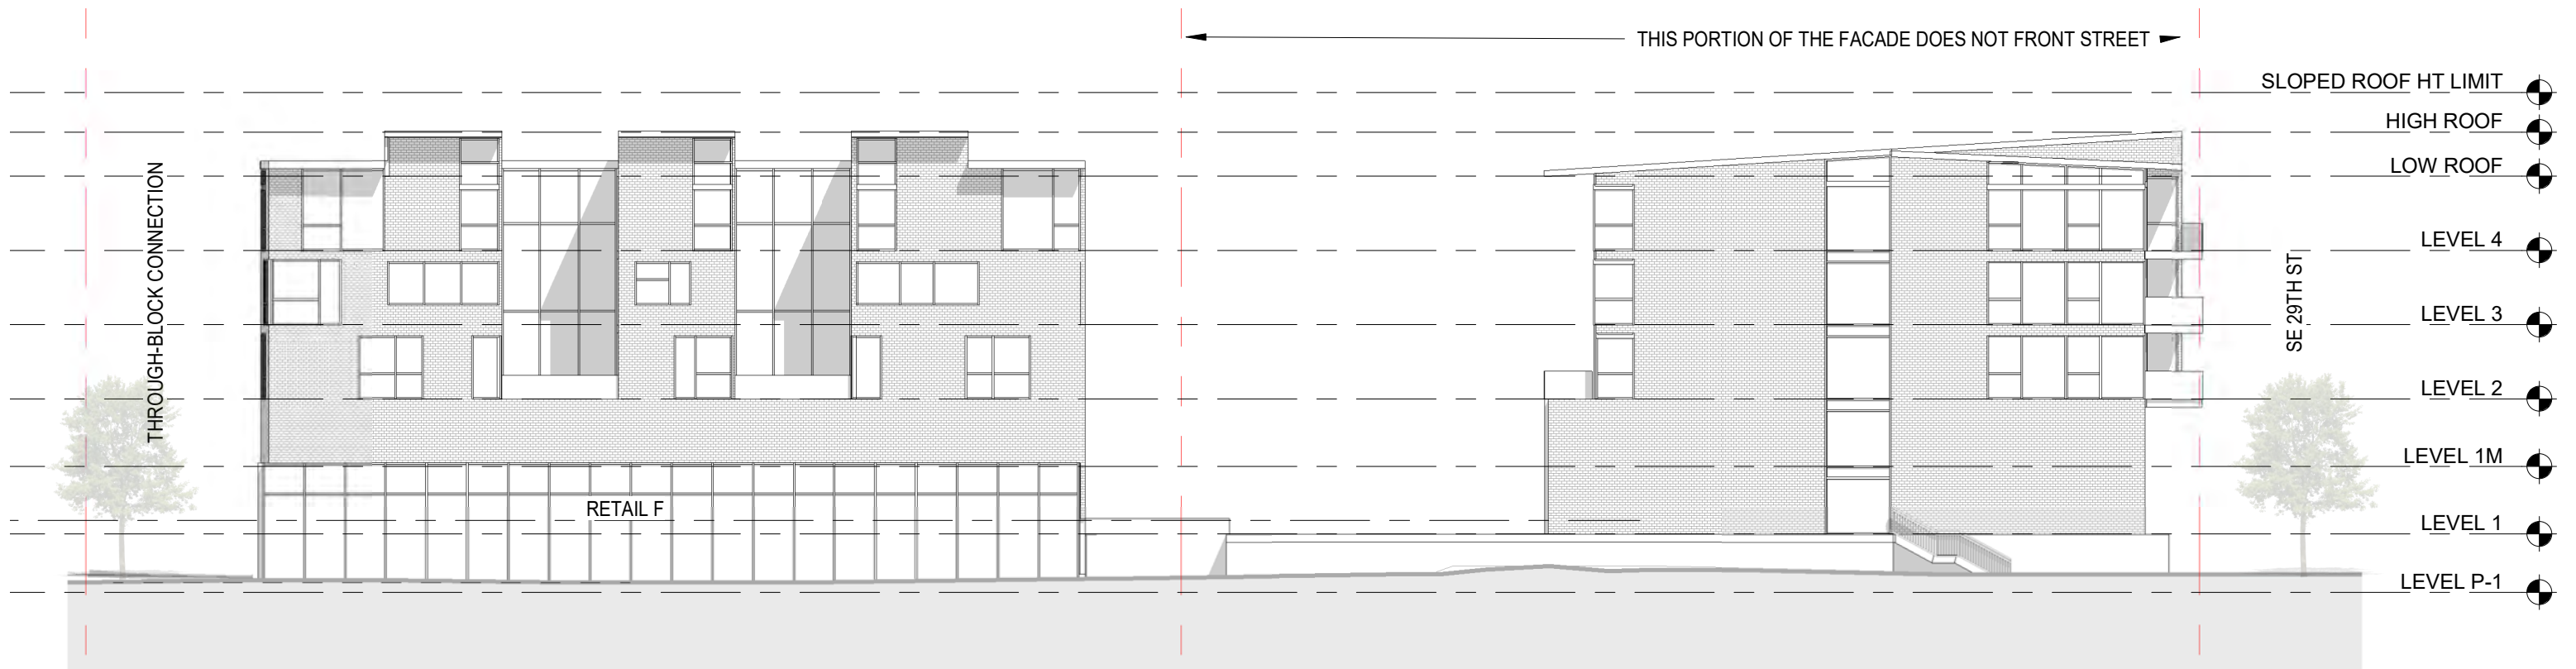 THIS PORTION OF THE FACADE DOES NOT FRONT STREET
SLOPED ROOF HT LIMIT
HIGH ROOF
LOW ROOF
THROUGH-BLOCK CONNECTION
LEVEL 4
SE 29TH ST
LEVEL 3
LEVEL 2
LEVEL 1M
RETAIL F
LEVEL 1
LEVEL P-1